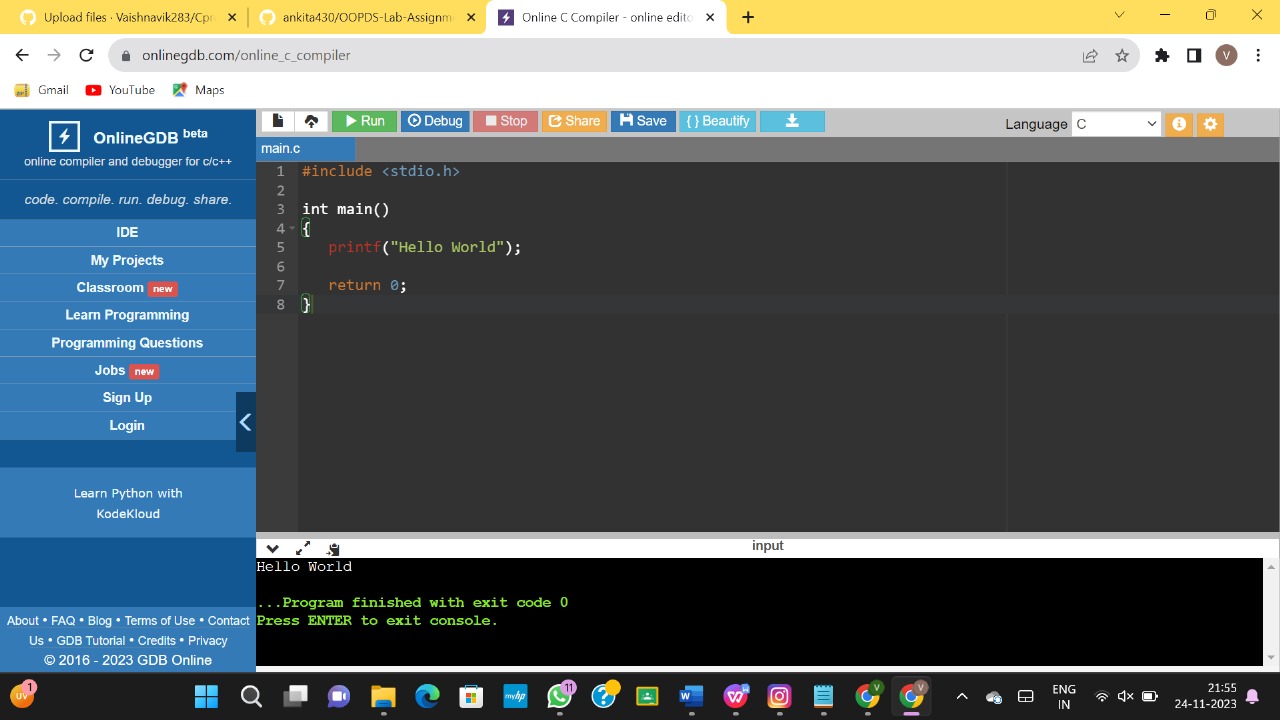 Upload files · Vaishnavik283/Cpr
ankita430/OOPDS-Lab-Assignm
Online C Compiler - online edito
onlinegdb.com/online_c_compiler
V
Gmail YouTube Maps
OnlineGDB beta
online compiler and debugger for c/c++
code. compile. run. debug. share.
IDE
My Projects
Classroom new
Learn Programming
Programming Questions
Jobs new
Sign Up
Login
Learn Python with
KodeKloud
About • FAQ • Blog • Terms of Use • Contact
Us • GDB Tutorial • Credits • Privacy
© 2016 - 2023 GDB Online
Run Debug Stop Share Save { } Beautify
Language C
main.c
1 #include <stdio.h>
2
3 int main()
4 {
5 printf("Hello World");
6
7 return 0;
8 }
input
Hello World
...Program finished with exit code 0
Press ENTER to exit console.
UV 1
myhp
11
V
V
ENG
IN
21:55
24-11-2023